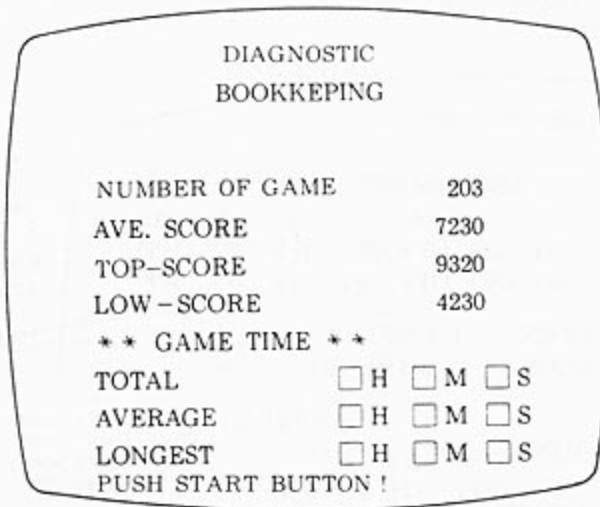 DIAGNOSTIC
BOOKKEPING
NUMBER OF GAME 203
AVE. SCORE 7230
TOP-SCORE 9320
LOW-SCORE 4230
** GAME TIME **
TOTAL □H □M □S
AVERAGE □H □M □S
LONGEST □H □M □S
PUSH START BUTTON!